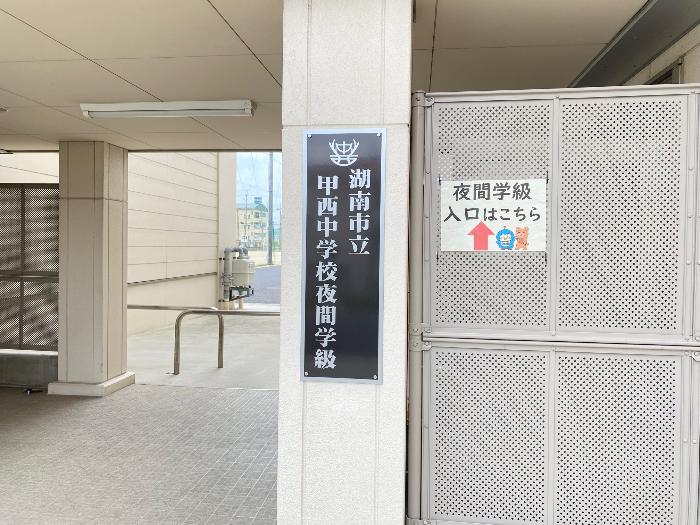 湖南市立
甲西中学校夜間学級
夜間学級
入口はこちら